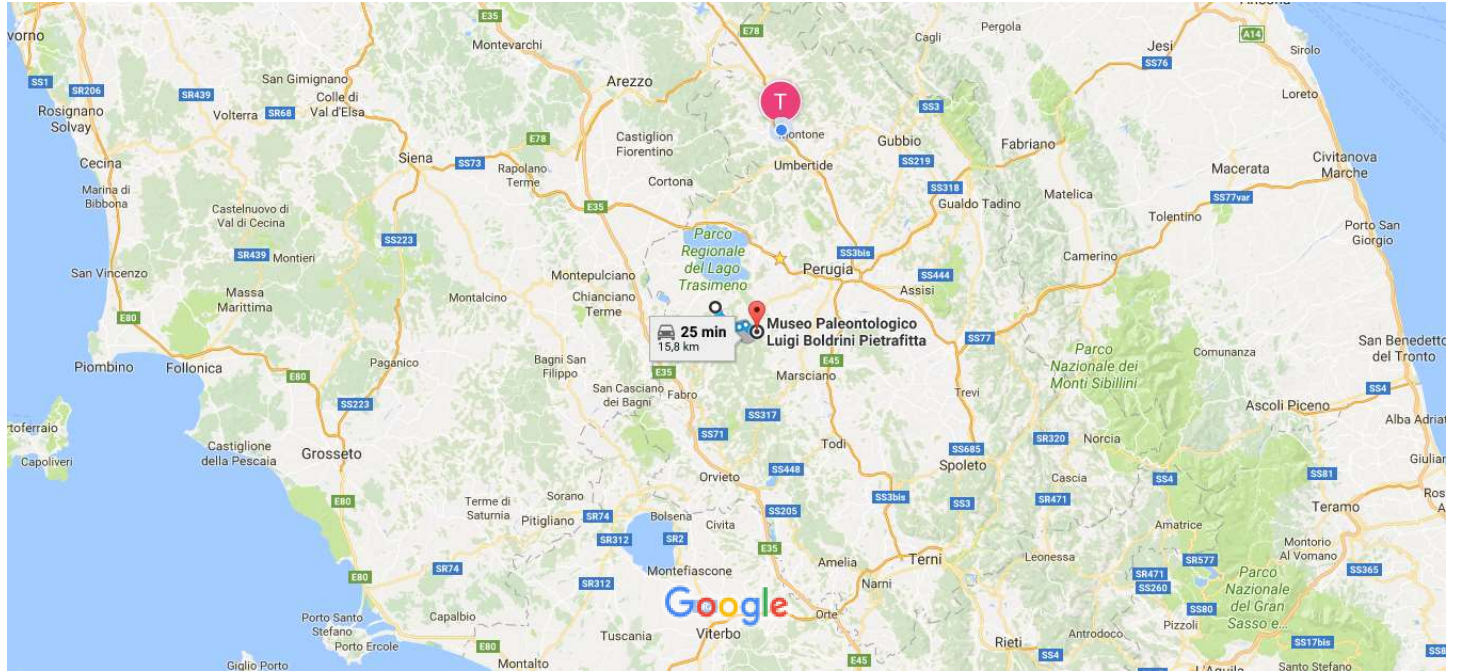 vorno
E35
Montevarchi
E78
Cagli
Pergola
A14
Sirolo
Jesi
SS76
San Gimignano
Arezzo
SS1
SR206
SR439
Colle di
Val d'Elsa
Volterra
SR68
T
SS3
Loreto
Rosignano
Solvay
E78
Castiglion
Fiorentino
Montone
Gubbio
Fabriano
Cecina
Siena
SS73
Umbertide
SS219
Macerata
Civitanova
Marche
Rapolano
Terme
Cortona
SS318
Gualdo Tadino
Matelica
SS77var
Marina di
Bibbona
Castelnuovo di
Val di Cecina
E35
Tolentino
Porto San
Giorgio
SS223
Parco
Regionale
del Lago
Trasimeno
SS3bis
SR439
Montieri
Camerino
San Vincenzo
Montepulciano
Perugia
SS444
Massa
Marittima
Montalcino
Chianciano
Terme
Assisi
E80
25 min
15,8 km
Museo Paleontologico
Luigi Boldrini Pietrafitta
SS77
San Benedetto
del Tronto
Parco
Nazionale dei
Monti Sibillini
Comunanza
Piombino
Follonica
Paganico
Bagni San
Filippo
E35
E45
Marsciano
E80
San Casciano
dei Bagni
Fabro
Trevi
SS4
SS223
SS317
Ascoli Piceno
Alba Adriat
rtoferraio
SS71
Capoliveri
Castiglione
della Pescaia
Grosseto
Todi
SR320
Norcia
SS685
Spoleto
Giulian
SS448
Orvieto
Cascia
SS4
SS81
E80
Terme di
Saturnia
Sorano
SS3bis
SS3
SR471
Teramo
Ros
Pitigliano
SR74
Bolsena
Civita
SS205
Amatrice
SR312
SR2
E35
Montorio
Al Vomano
SR74
Montefiascone
Amelia
Terni
Leonessa
SR577
SS365
E80
SR312
Narni
SR471
SS260
Parco
Nazionale
del Gran
Sasso e...
SS80
Google
Porto Santo
Stefano
Capalbio
Orte
Pizzoli
Porto Ercole
Tuscania
Viterbo
Rieti
Antrodoco
SS17bis
E80
SS4
Giglio Porto
Montalto
E45
L'Aquila
Santo Stefano